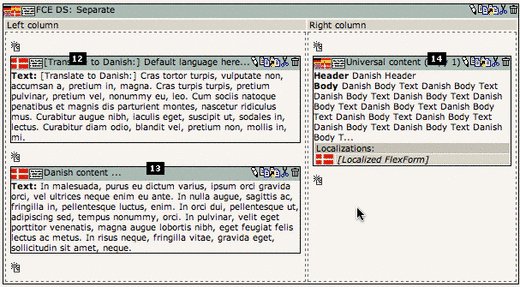 FCE DS: Separate
Left column
Right column
12
[Trans to Danish:] Default language here...
Text: [Translate to Danish:] Cras tortor turpis, vulputate non,
accumsan a, pretium in, magna. Cras turpis turpis, pretium
pulvinar, pretium vel, nonummy eu, leo. Cum sociis natoque
penatibus et magnis dis parturient montes, nascetur ridiculus
mus. Curabitur augue nibh, iaculis eget, suscipit ut, sodales in,
lectus. Curabitur diam odio, blandit vel, pretium non, mollis in,
mi.
13
Danish content ...
Text: In malesuada, purus eu dictum varius, ipsum orci gravida
orci, vel ultrices neque enim eu ante. In nulla augue, sagittis ac,
fringilla in, pellentesque luctus, enim. In orci dui, pellentesque ut,
adipiscing sed, tempus nonummy, orci. In pulvinar, velit eget
porttitor venenatis, magna augue lobortis nibh, eget feugiat felis
lectus ac metus. In risus neque, fringilla vitae, gravida eget,
sollicitudin sit amet, neque.
14
Universal content ( 1)
Header Danish Header
Body Danish Body Text Danish Body Text
Danish Body Text Danish Body Text Danish
Body Text Danish Body Text Danish Body
Text Danish Body Text Danish Body Text
Danish Body Text Danish Body Text Danish
Body T...
Localizations:
[Localized FlexForm]